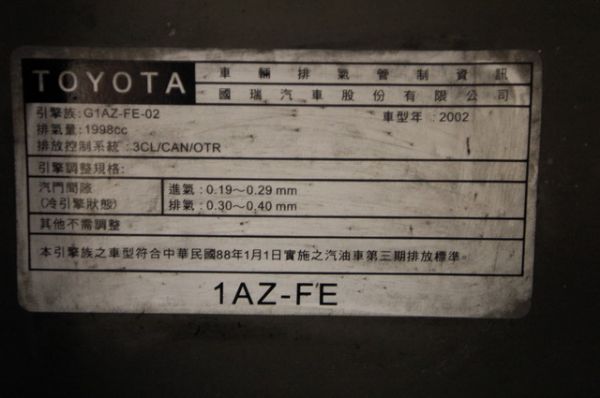 TOYOTA
車輛排氣管制資訊
國瑞汽車股份有限公司
引擎族:G1AZ-FE-02
車型年:2002
排氣量:1998cc
排放控制系統:3CL/CAN/OTR
引擎調整規格:
汽門間隙
(冷引擎狀態)
進氣:0.19~0.29 mm
排氣:0.30~0.40 mm
其他不需調整
本引擎族之車型符合中華民國88年1月1日實施之汽油車第三期排放標準。
1AZ-FE